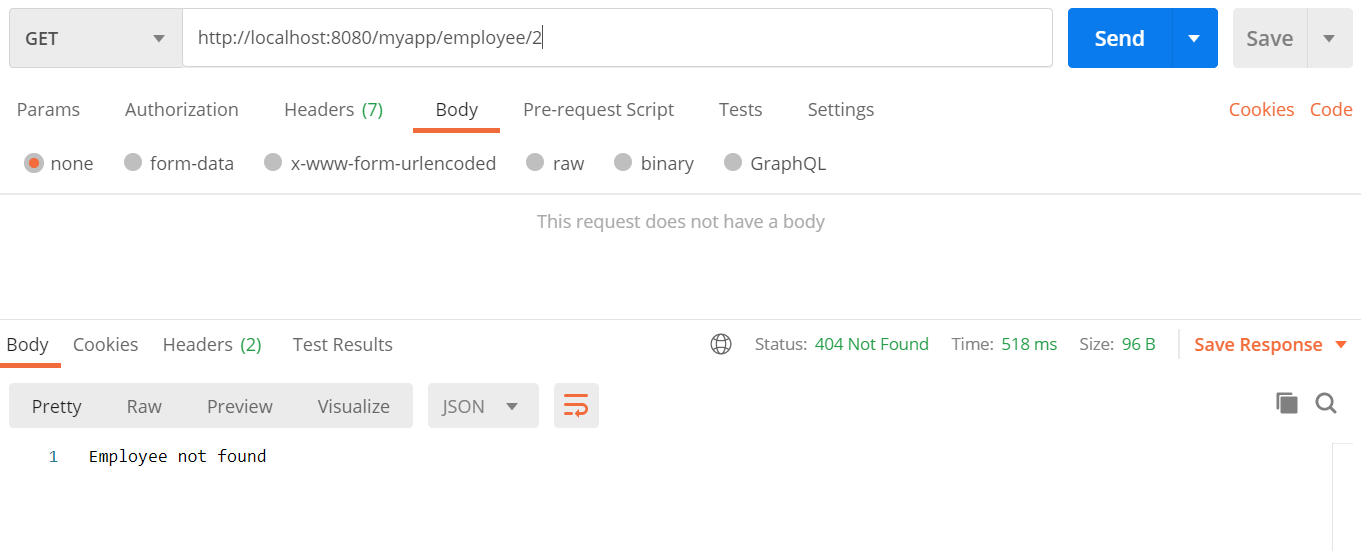 GET http://localhost:8080/myapp/employee/2 Send Save
Params Authorization Headers (7) Body Pre-request Script Tests Settings Cookies Code
none form-data x-www-form-urlencoded raw binary GraphQL
This request does not have a body
Body Cookies Headers (2) Test Results Status: 404 Not Found Time: 518 ms Size: 96 B Save Response
Pretty Raw Preview Visualize JSON
1 Employee not found